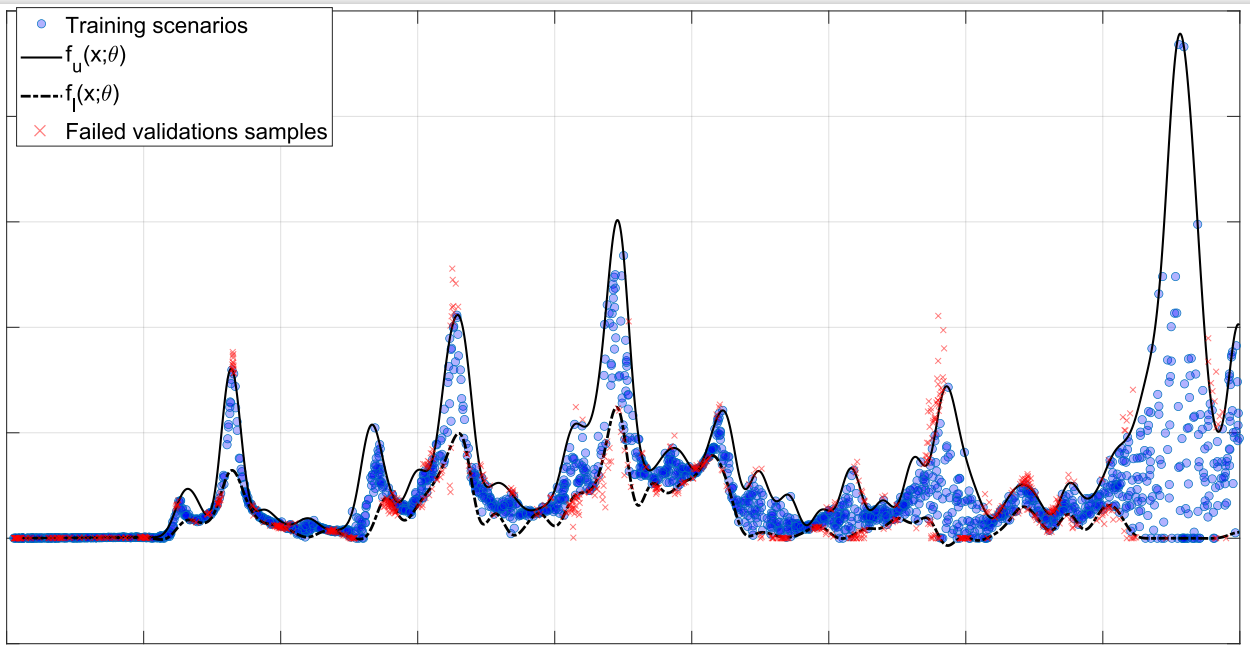 Training scenarios
f_u(x;θ)
f_l(x;θ)
Failed validations samples